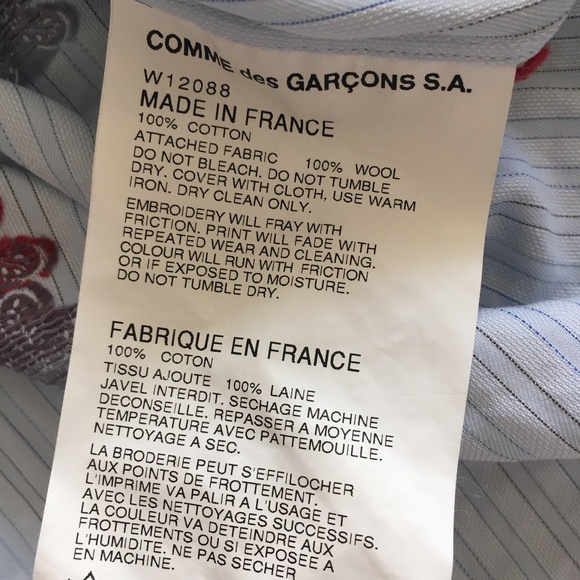 COMME des GARÇONS S.A.
W12088
MADE IN FRANCE
100% COTTON
ATTACHED FABRIC 100% WOOL
DO NOT BLEACH. DO NOT TUMBLE
DRY. COVER WITH CLOTH, USE WARM
IRON. DRY CLEAN ONLY.
EMBROIDERY WILL FRAY WITH
FRICTION. PRINT WILL FADE WITH
REPEATED WEAR AND CLEANING.
COLOUR WILL RUN WITH FRICTION
OR IF EXPOSED TO MOISTURE.
DO NOT TUMBLE DRY.
FABRIQUE EN FRANCE
100% COTON
TISSU AJOUTE 100% LAINE
JAVEL INTERDIT. SECHAGE MACHINE
DECONSEILLE. REPASSER A MOYENNE
TEMPERATURE AVEC PATTEMOUILLE.
NETTOYAGE A SEC.
LA BRODERIE PEUT S'EFFILOCHER
AUX POINTS DE FROTTEMENT.
L'IMPRIME VA PALIR A L'USAGE ET
AVEC LES NETTOYAGES SUCCESSIFS.
LA COULEUR VA DETEINDRE AUX
FROTTEMENTS OU SI EXPOSEE A
L'HUMIDITE. NE PAS SECHER
EN MACHINE.